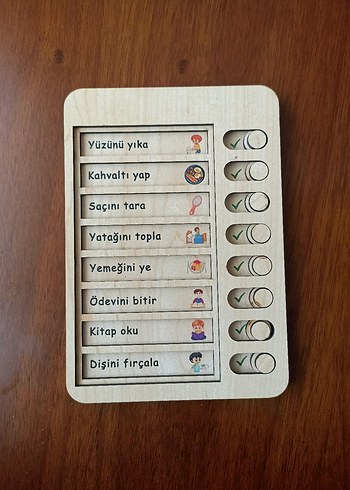 Yüzünü yıka
Kahvaltı yap
Saçını tara
Yatağını topla
Yemeğini ye
Ödevini bitir
Kitap oku
Dişini fırçala